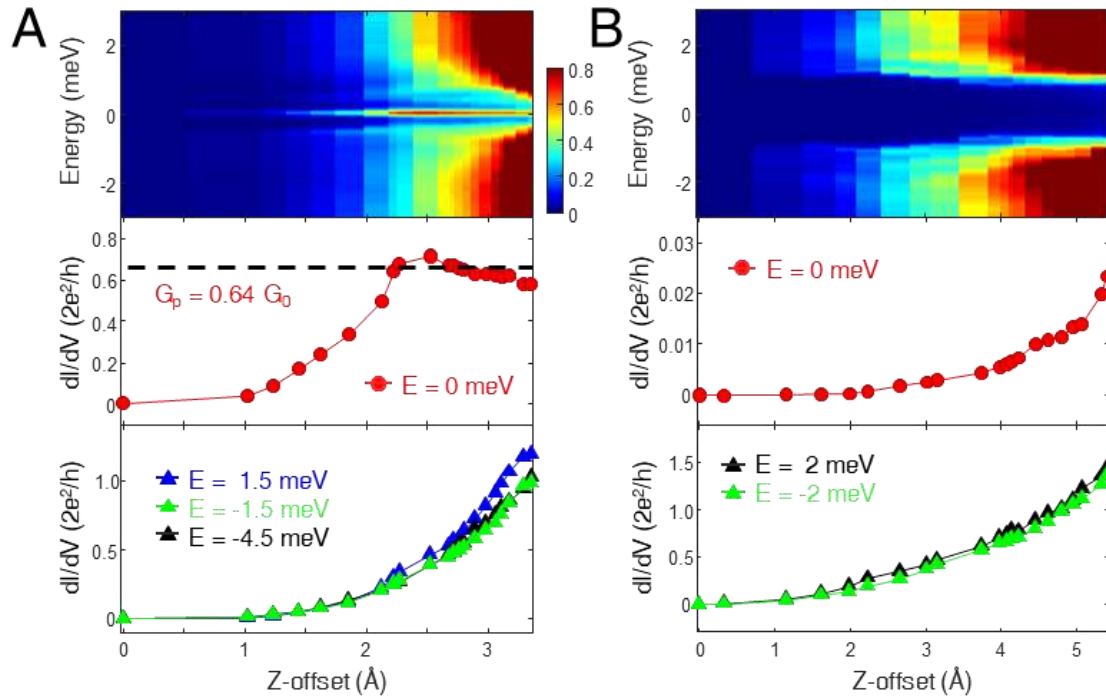 A
B
Energy (meV)
2
0
-2
0.8
0.6
0.4
0.2
0
Energy (meV)
2
0
-2
dI/dV (2e²/h)
0.8
0.6
0.4
0.2
0
Gₚ = 0.64 G₀
E = 0 meV
dI/dV (2e²/h)
0.03
0.02
0.01
0
E = 0 meV
dI/dV (2e²/h)
1.0
0.5
0
E = 1.5 meV
E = -1.5 meV
E = -4.5 meV
0 1 2 3
Z-offset (Å)
dI/dV (2e²/h)
1.5
1.0
0.5
0
E = 2 meV
E = -2 meV
0 1 2 3 4 5
Z-offset (Å)